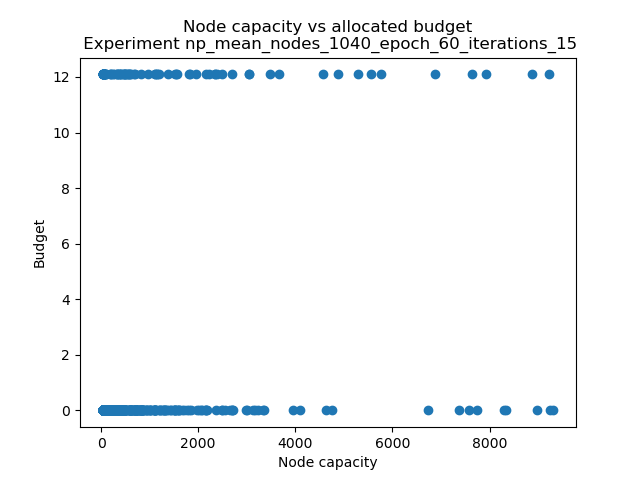 Node capacity vs allocated budget
Experiment np_mean_nodes_1040_epoch_60_iterations_15
12
10
8
6
4
2
0
Budget
0 2000 4000 6000 8000
Node capacity